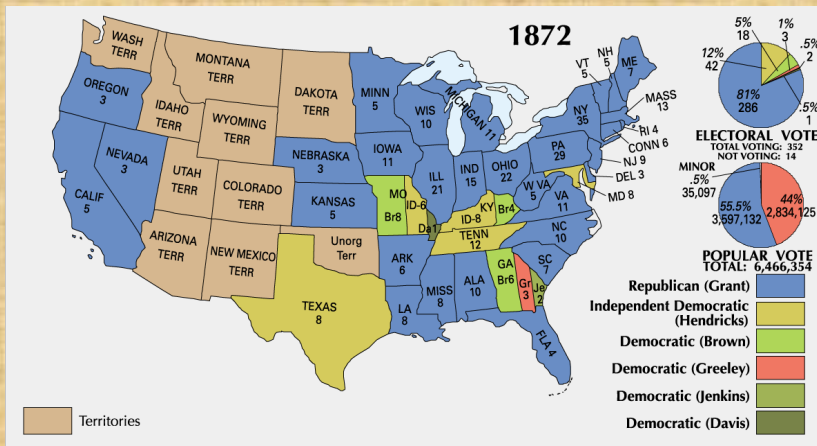 1872
WASH
TERR
OREGON
3
CALIF
5
NEVADA
3
IDAHO
TERR
MONTANA
TERR
WYOMING
TERR
UTAH
TERR
ARIZONA
TERR
COLORADO
TERR
NEW MEXICO
TERR
DAKOTA
TERR
NEBRASKA
3
KANSAS
5
Unorg
Terr
TEXAS
8
MINN
5
IOWA
11
MO
Br8
ID-6
Da1
ARK
6
LA
8
WIS
10
ILL
21
MICHIGAN 11
IND
15
OHIO
22
KY
ID-8
Br4
TENN
12
MISS
8
ALA
10
GA
Br6
Gr
3
Je
2
FLA 4
SC
7
NC
10
VA
11
W VA
5
PA
29
NY
35
VT
5
NH
5
ME
7
MASS
13
RI 4
CONN 6
NJ 9
DEL 3
MD 8
5%
18
1%
3
.5%
2
12%
42
81%
286
.5%
1
ELECTORAL VOTE
TOTAL VOTING: 352
NOT VOTING: 14
MINOR
.5%
35,097
55.5%
3,597,132
44%
2,834,125
POPULAR VOTE
TOTAL: 6,466,354
Republican (Grant)
Independent Democratic
(Hendricks)
Democratic (Brown)
Democratic (Greeley)
Democratic (Jenkins)
Democratic (Davis)
Territories